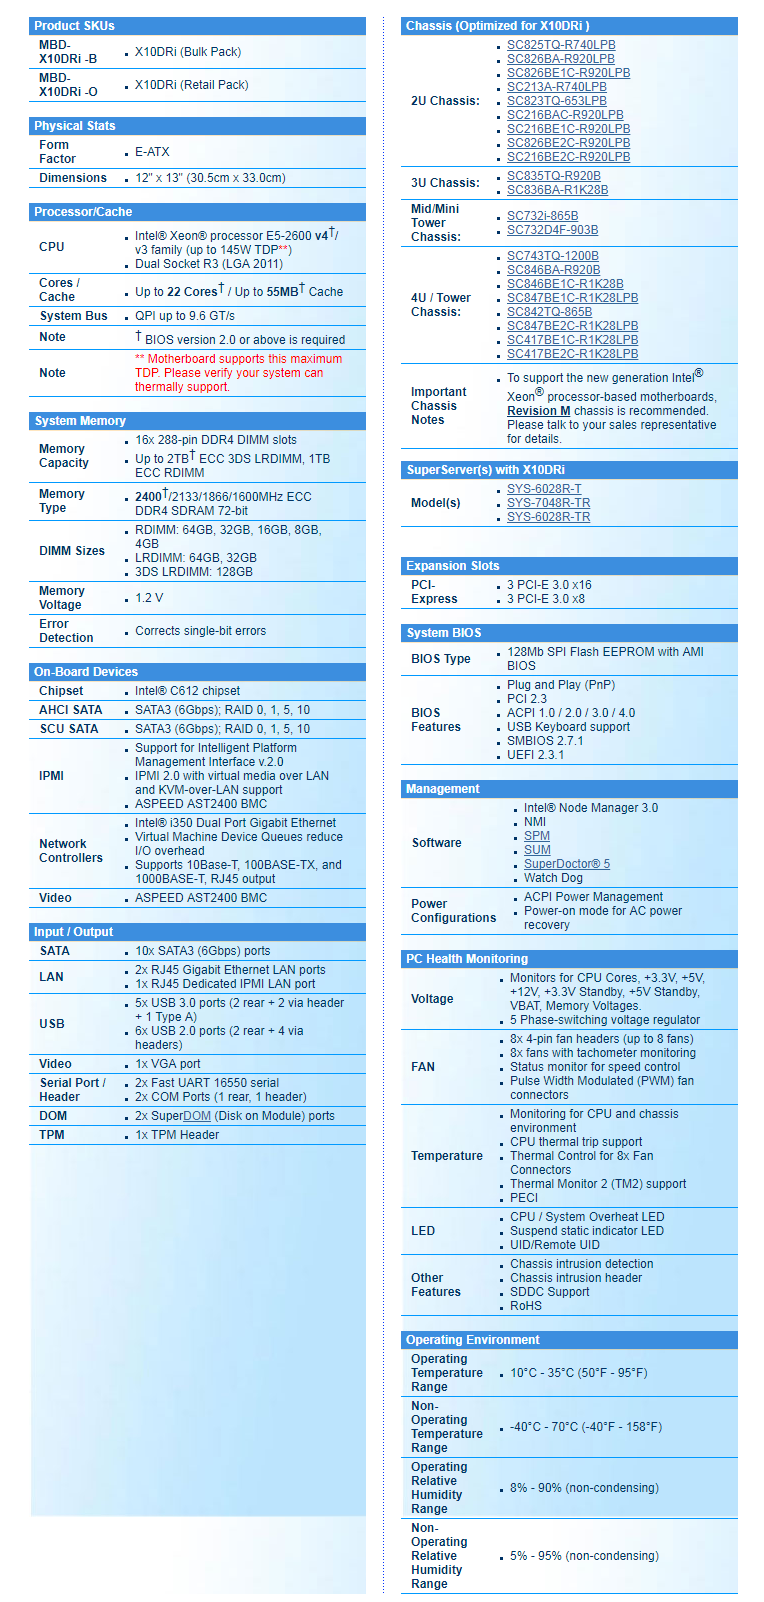 Product SKUs
MBD-
X10DRi -B
X10DRi (Bulk Pack)
MBD-
X10DRi -O
X10DRi (Retail Pack)
Physical Stats
Form
Factor
E-ATX
Dimensions
12" x 13" (30.5cm x 33.0cm)
Processor/Cache
CPU
Intel® Xeon® processor E5-2600 v4†/
v3 family (up to 145W TDP**)
Dual Socket R3 (LGA 2011)
Cores /
Cache
Up to 22 Cores† / Up to 55MB† Cache
System Bus
QPI up to 9.6 GT/s
Note
† BIOS version 2.0 or above is required
Note
** Motherboard supports this maximum
TDP. Please verify your system can
thermally support.
System Memory
Memory
Capacity
16x 288-pin DDR4 DIMM slots
Up to 2TB† ECC 3DS LRDIMM, 1TB
ECC RDIMM
Memory
Type
2400†/2133/1866/1600MHz ECC
DDR4 SDRAM 72-bit
DIMM Sizes
RDIMM: 64GB, 32GB, 16GB, 8GB,
4GB
LRDIMM: 64GB, 32GB
3DS LRDIMM: 128GB
Memory
Voltage
1.2 V
Error
Detection
Corrects single-bit errors
On-Board Devices
Chipset
Intel® C612 chipset
AHCI SATA
SATA3 (6Gbps); RAID 0, 1, 5, 10
SCU SATA
SATA3 (6Gbps); RAID 0, 1, 5, 10
IPMI
Support for Intelligent Platform
Management Interface v.2.0
IPMI 2.0 with virtual media over LAN
and KVM-over-LAN support
ASPEED AST2400 BMC
Network
Controllers
Intel® i350 Dual Port Gigabit Ethernet
Virtual Machine Device Queues reduce
I/O overhead
Supports 10Base-T, 100BASE-TX, and
1000BASE-T, RJ45 output
Video
ASPEED AST2400 BMC
Input / Output
SATA
10x SATA3 (6Gbps) ports
LAN
2x RJ45 Gigabit Ethernet LAN ports
1x RJ45 Dedicated IPMI LAN port
USB
5x USB 3.0 ports (2 rear + 2 via header
+ 1 Type A)
6x USB 2.0 ports (2 rear + 4 via
headers)
Video
1x VGA port
Serial Port /
Header
2x Fast UART 16550 serial
2x COM Ports (1 rear, 1 header)
DOM
2x SuperDOM (Disk on Module) ports
TPM
1x TPM Header
Chassis (Optimized for X10DRi )
2U Chassis:
SC825TQ-R740LPB
SC826BA-R920LPB
SC826BE1C-R920LPB
SC213A-R740LPB
SC823TQ-653LPB
SC216BAC-R920LPB
SC216BE1C-R920LPB
SC826BE2C-R920LPB
SC216BE2C-R920LPB
3U Chassis:
SC835TQ-R920B
SC836BA-R1K28B
Mid/Mini
Tower
Chassis:
SC732i-865B
SC732D4F-903B
4U / Tower
Chassis:
SC743TQ-1200B
SC846BA-R920B
SC846BE1C-R1K28B
SC847BE1C-R1K28LPB
SC842TQ-865B
SC847BE2C-R1K28LPB
SC417BE1C-R1K28LPB
SC417BE2C-R1K28LPB
Important
Chassis
Notes
To support the new generation Intel®
Xeon® processor-based motherboards,
Revision M chassis is recommended.
Please talk to your sales representative
for details.
SuperServer(s) with X10DRi
Model(s)
SYS-6028R-T
SYS-7048R-TR
SYS-6028R-TR
Expansion Slots
PCI-
Express
3 PCI-E 3.0 x16
3 PCI-E 3.0 x8
System BIOS
BIOS Type
128Mb SPI Flash EEPROM with AMI
BIOS
BIOS
Features
Plug and Play (PnP)
PCI 2.3
ACPI 1.0 / 2.0 / 3.0 / 4.0
USB Keyboard support
SMBIOS 2.7.1
UEFI 2.3.1
Management
Software
Intel® Node Manager 3.0
NMI
SPM
SUM
SuperDoctor® 5
Watch Dog
Power
Configurations
ACPI Power Management
Power-on mode for AC power
recovery
PC Health Monitoring
Voltage
Monitors for CPU Cores, +3.3V, +5V,
+12V, +3.3V Standby, +5V Standby,
VBAT, Memory Voltages.
5 Phase-switching voltage regulator
FAN
8x 4-pin fan headers (up to 8 fans)
8x fans with tachometer monitoring
Status monitor for speed control
Pulse Width Modulated (PWM) fan
connectors
Temperature
Monitoring for CPU and chassis
environment
CPU thermal trip support
Thermal Control for 8x Fan
Connectors
Thermal Monitor 2 (TM2) support
PECI
LED
CPU / System Overheat LED
Suspend static indicator LED
UID/Remote UID
Other
Features
Chassis intrusion detection
Chassis intrusion header
SDDC Support
RoHS
Operating Environment
Operating
Temperature
Range
10°C - 35°C (50°F - 95°F)
Non-
Operating
Temperature
Range
-40°C - 70°C (-40°F - 158°F)
Operating
Relative
Humidity
Range
8% - 90% (non-condensing)
Non-
Operating
Relative
Humidity
Range
5% - 95% (non-condensing)